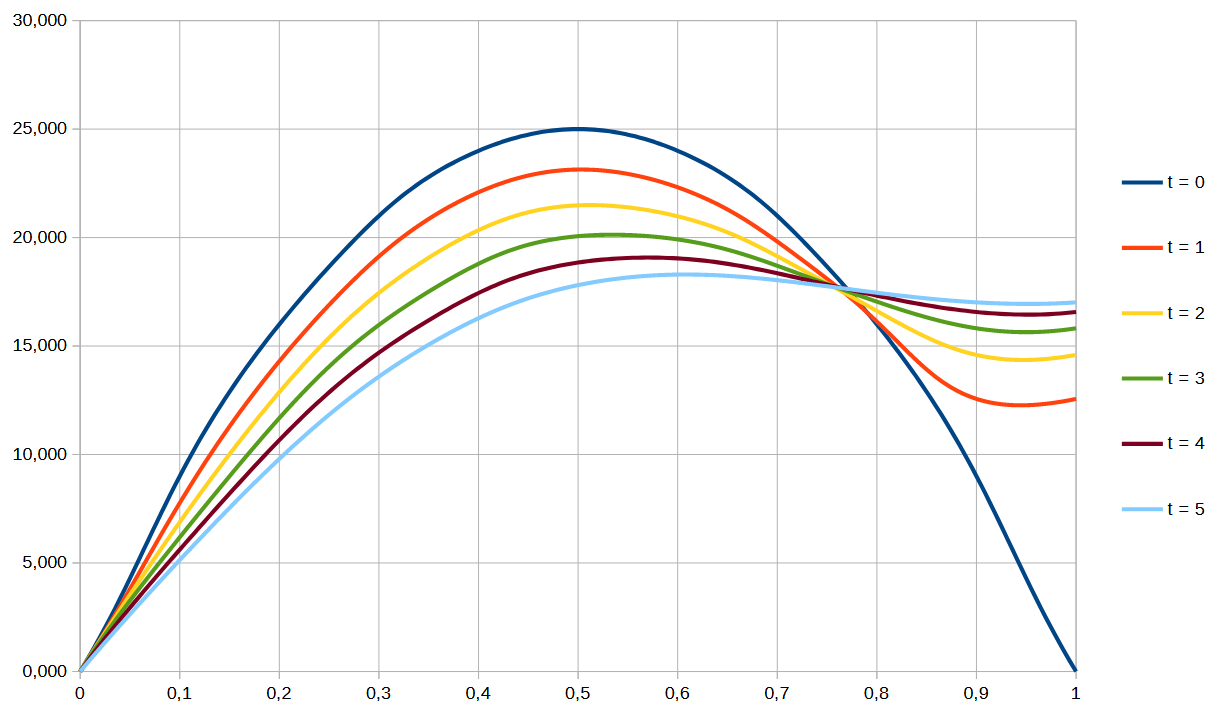 30,000
25,000
20,000
15,000
10,000
5,000
0,000
0 0,1 0,2 0,3 0,4 0,5 0,6 0,7 0,8 0,9 1
t = 0
t = 1
t = 2
t = 3
t = 4
t = 5